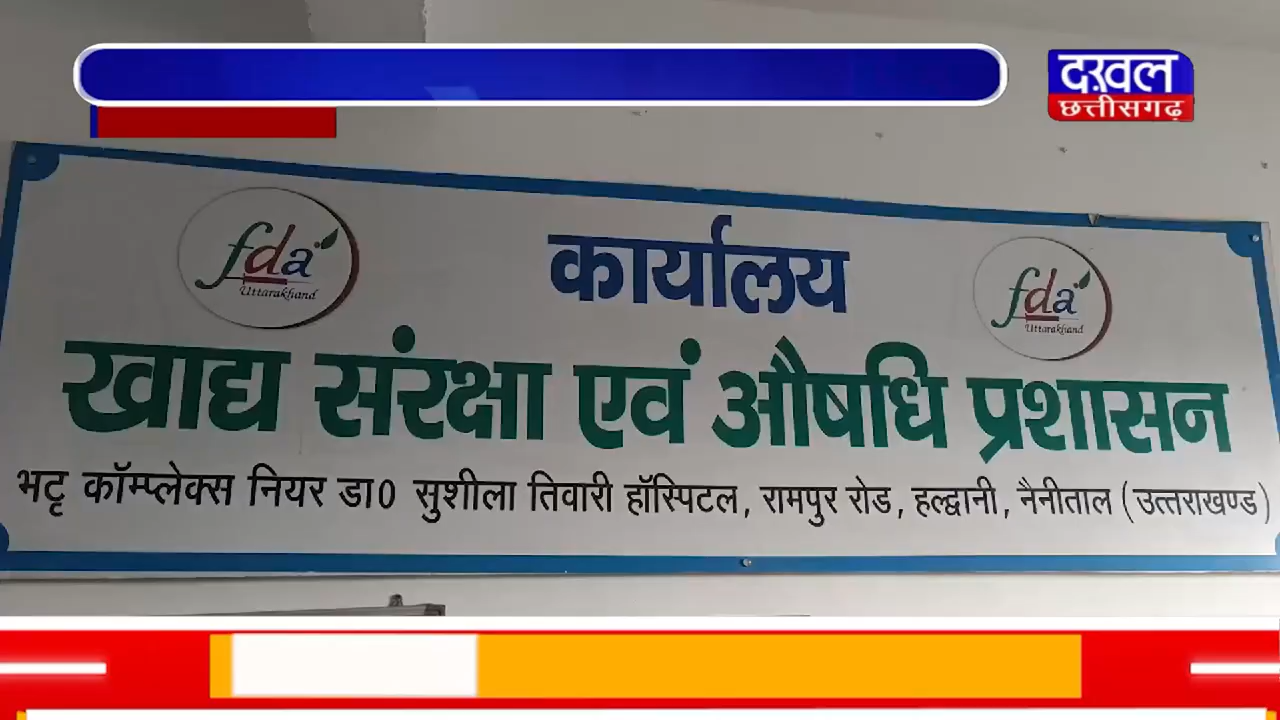 दख़ल
छत्तीसगढ़
fda
Uttarakhand
कार्यालय
fda
Uttarakhand
खाद्य संरक्षा एवं औषधि प्रशासन
भट्ट कॉम्प्लेक्स नियर डा0 सुशीला तिवारी हॉस्पिटल, रामपुर रोड, हल्द्वानी, नैनीताल (उत्तराखण्ड)